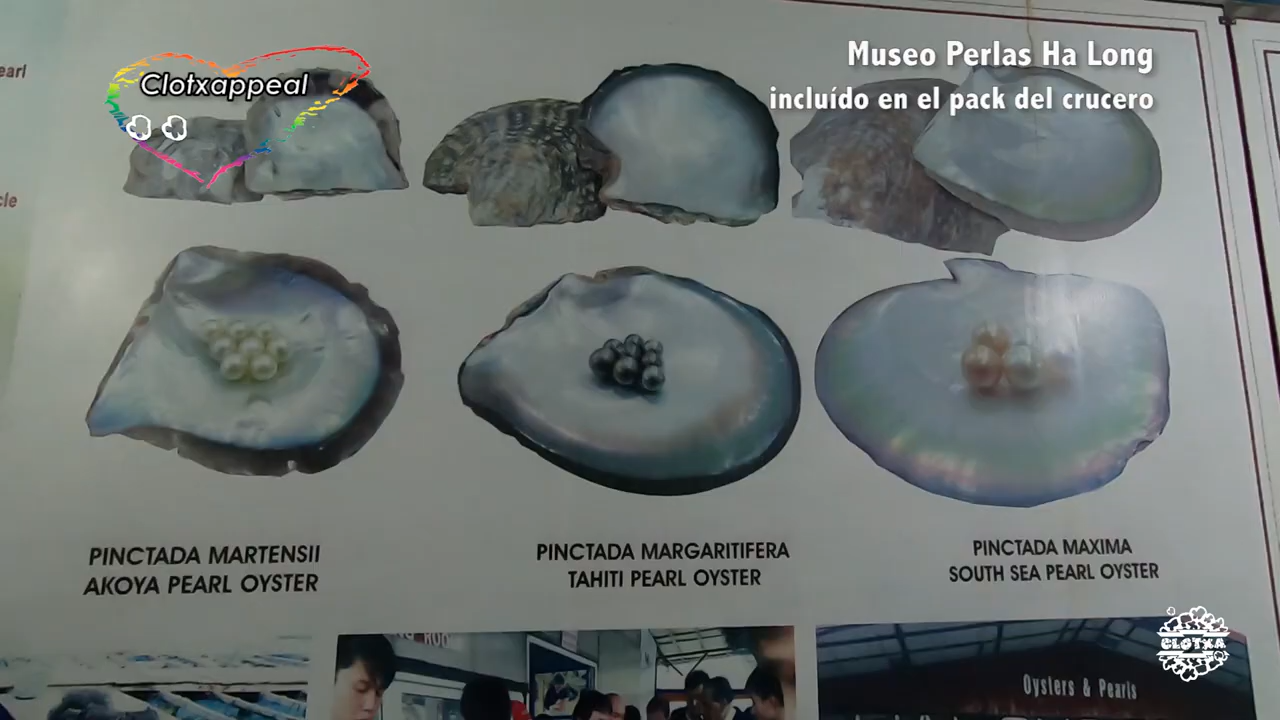 Museo Perlas Ha Long
incluído en el pack del crucero
Clotxappeal
PINCTADA MARTENSII
AKOYA PEARL OYSTER
PINCTADA MARGARITIFERA
TAHITI PEARL OYSTER
PINCTADA MAXIMA
SOUTH SEA PEARL OYSTER
Oysters & Pearls
CLOTXA